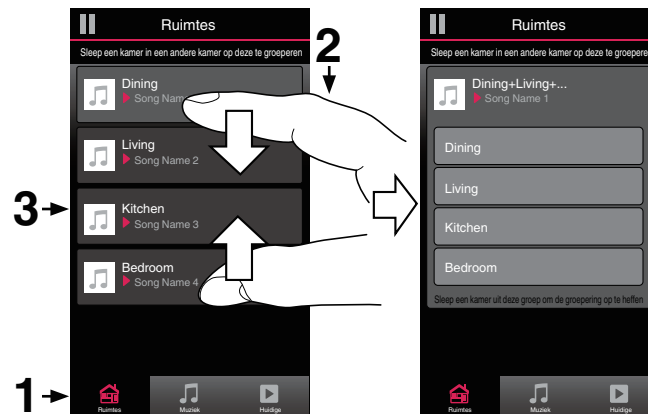 Ruimtes
Sleep een kamer in een andere kamer op deze te groeperen
2
Dining
Song Nam
Living
Song Name 2
3
Kitchen
Song Name 3
Bedroom
Song Name 4
1
Ruimtes
Muziek
Huidige
Ruimtes
Sleep een kamer in een andere kamer op deze te groepere
Dining+Living+...
Song Name 1
Dining
Living
Kitchen
Bedroom
Sleep een kamer uit deze groep om de groepering op te heffen
Ruimtes
Muziek
Huidige